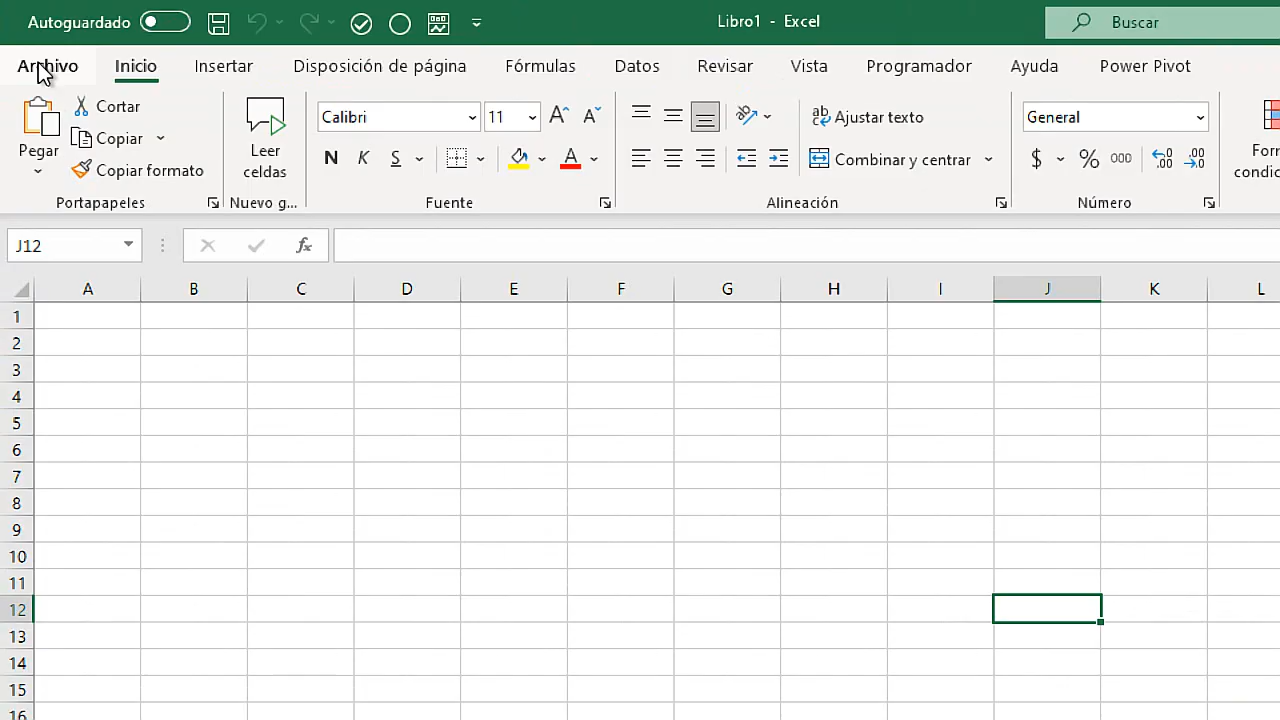 Autoguardado
Libro1 - Excel
Buscar
Archivo
Inicio
Insertar
Disposición de página
Fórmulas
Datos
Revisar
Vista
Programador
Ayuda
Power Pivot
Pegar
Cortar
Copiar
Copiar formato
Portapapeles
Leer
celdas
Nuevo g...
Calibri
11
N K S
Fuente
Ajustar texto
Combinar y centrar
Alineación
General
$ % 000
Número
Form
condic
J12
fx
A B C D E F G H I J K L
1
2
3
4
5
6
7
8
9
10
11
12
13
14
15
16